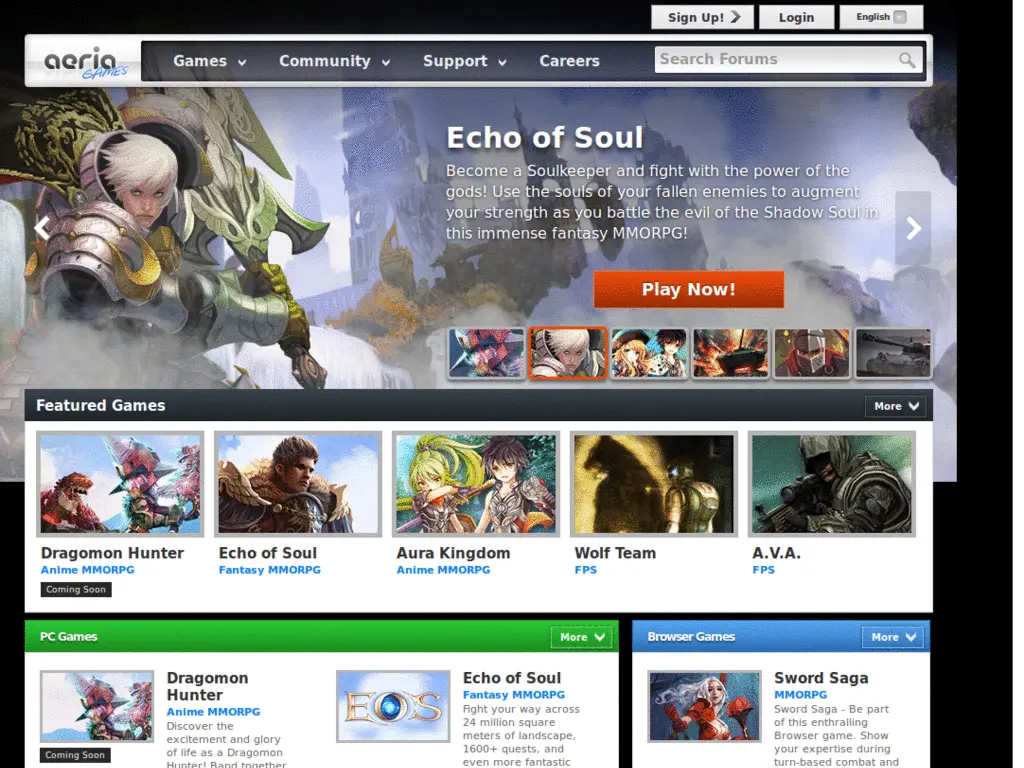 Sign Up!
Login
English
aeria
GAMES
Games
Community
Support
Careers
Search Forums
Echo of Soul
Become a Soulkeeper and fight with the power of the
gods! Use the souls of your fallen enemies to augment
your strength as you battle the evil of the Shadow Soul in
this immense fantasy MMORPG!
Play Now!
Featured Games
More
Dragomon Hunter
Anime MMORPG
Coming Soon
Echo of Soul
Fantasy MMORPG
Aura Kingdom
Anime MMORPG
Wolf Team
FPS
A.V.A.
FPS
PC Games
More
Dragomon
Hunter
Anime MMORPG
Discover the
excitement and glory
of life as a Dragomon
Hunter! Band together
Coming Soon
EOS
Echo of Soul
Fantasy MMORPG
Fight your way across
24 million square
meters of landscape,
1600+ quests, and
even more fantastic
Browser Games
More
Sword Saga
MMORPG
Sword Saga - Be part
of this enthralling
Browser game. Show
your expertise during
turn-based combat and